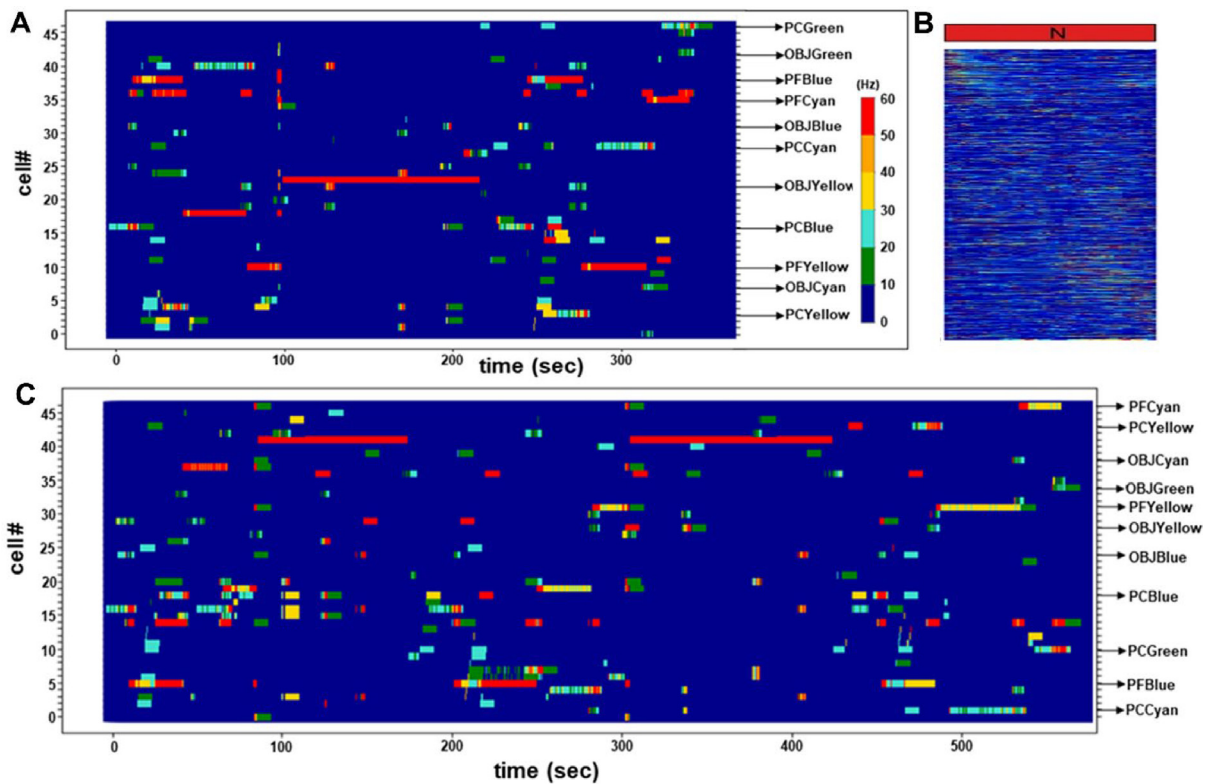 A
cell#
45
40
35
30
25
20
15
10
5
0
0
100
200
300
time (sec)
PCGreen
OBJGreen
PFBlue
PFCyan
OBJBlue
PCCyan
OBJYellow
PCBlue
PFYellow
OBJCyan
PCYellow
(Hz)
60
50
40
30
20
10
0
B
N
C
cell#
45
40
35
30
25
20
15
10
5
0
0
100
200
300
400
500
time (sec)
PFCyan
PCYellow
OBJCyan
OBJGreen
PFYellow
OBJYellow
OBJBlue
PCBlue
PCGreen
PFBlue
PCCyan